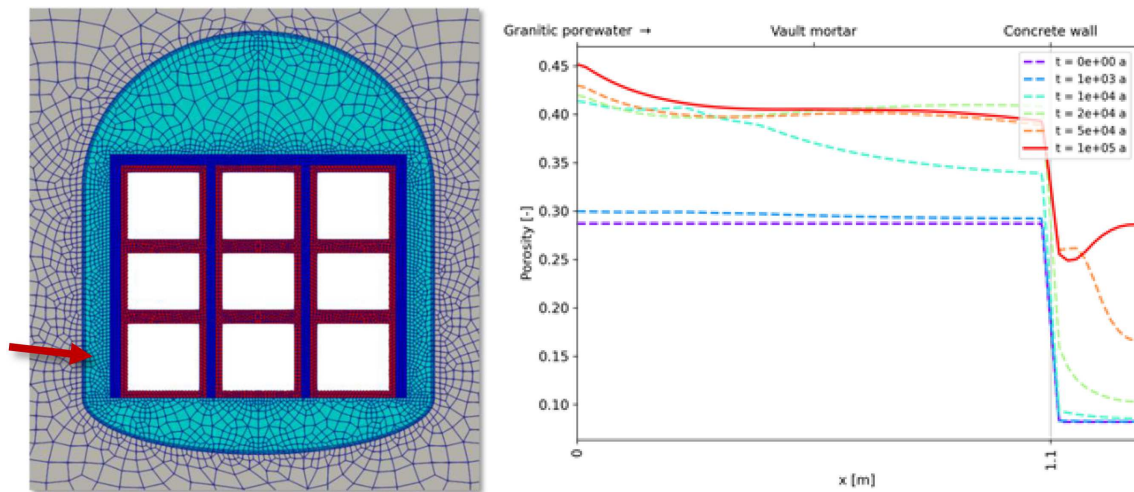 Granitic porewater →
Vault mortar
Concrete wall
t = 0e+00 a
t = 1e+03 a
t = 1e+04 a
t = 2e+04 a
t = 5e+04 a
t = 1e+05 a
0.45
0.40
0.35
0.30
0.25
0.20
0.15
0.10
Porosity [-]
0
1.1
x [m]